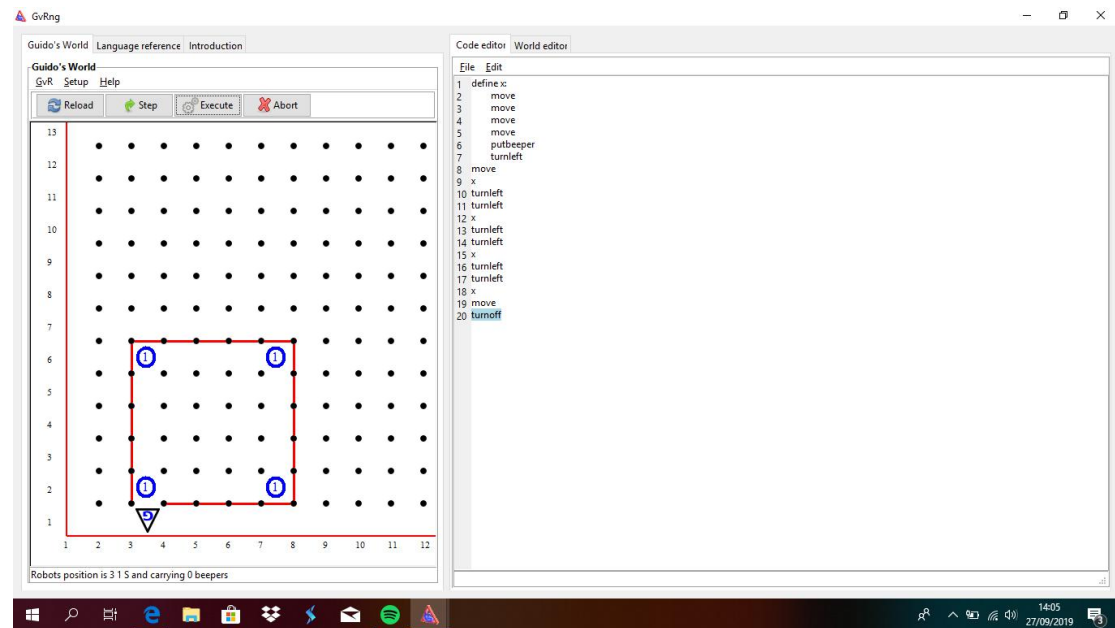 GvRng
Guido's World Language reference Introduction
Guido's World
GvR Setup Help
Reload Step Execute Abort
13
12
11
10
9
8
7
6
5
4
3
2
1
1 2 3 4 5 6 7 8 9 10 11 12
1 1
1 1
G
Robots position is 3 1 S and carrying 0 beepers
Code editor World editor
File Edit
1 define x:
2 move
3 move
4 move
5 move
6 putbeeper
7 turnleft
8 move
9 x
10 turnleft
11 turnleft
12 x
13 turnleft
14 turnleft
15 x
16 turnleft
17 turnleft
18 x
19 move
20 turnoff
14:05
27/09/2019
3